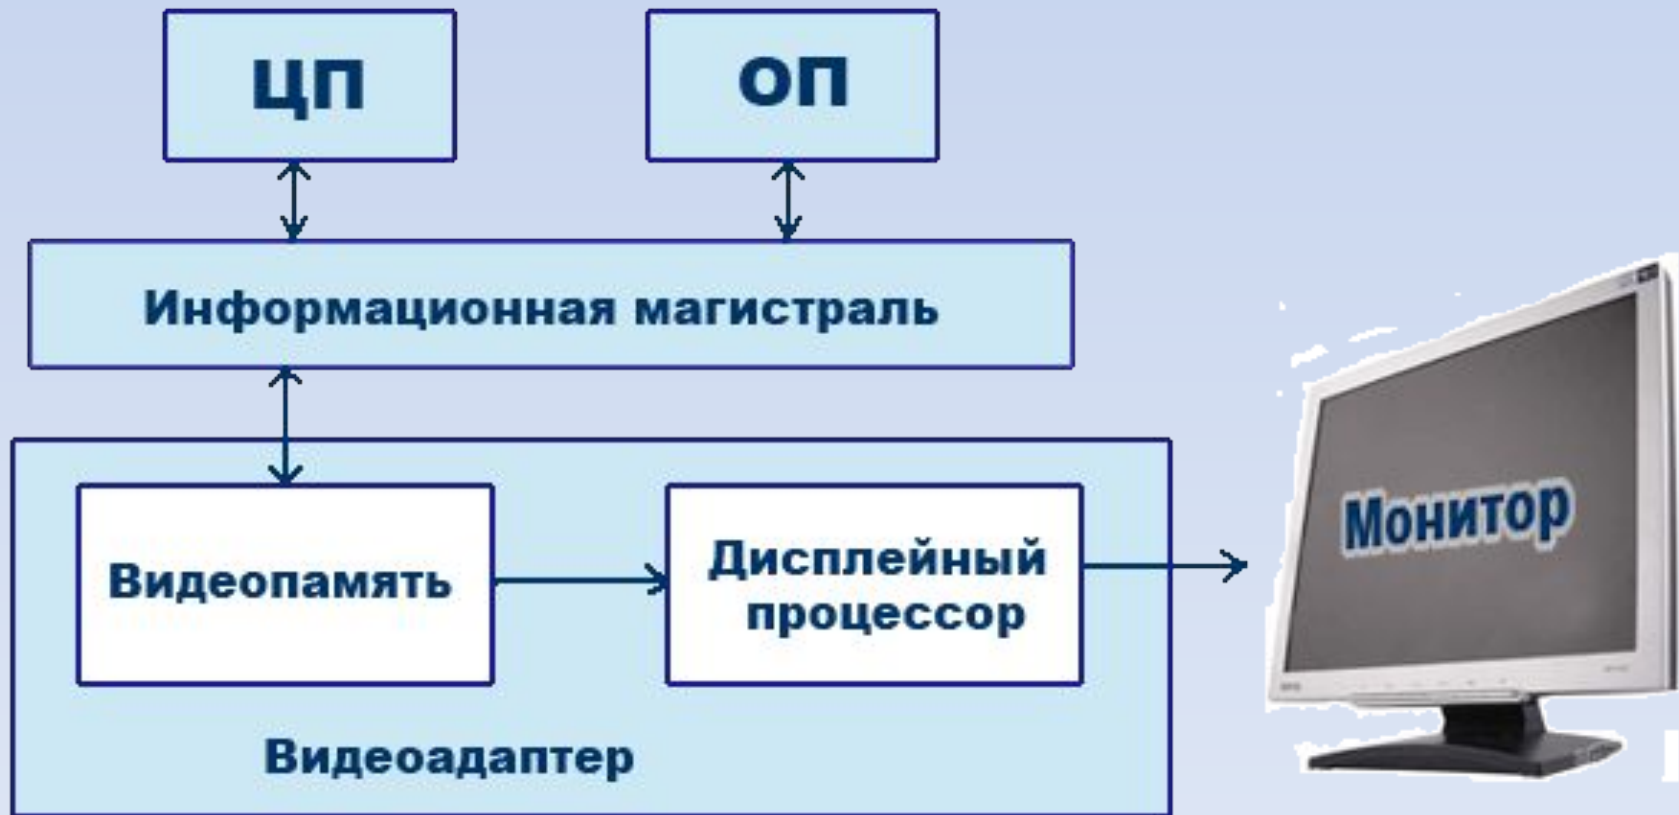 ЦП
ОП
Информационная магистраль
Видеопамять
Дисплейный
процессор
Видеоадаптер
Монитор